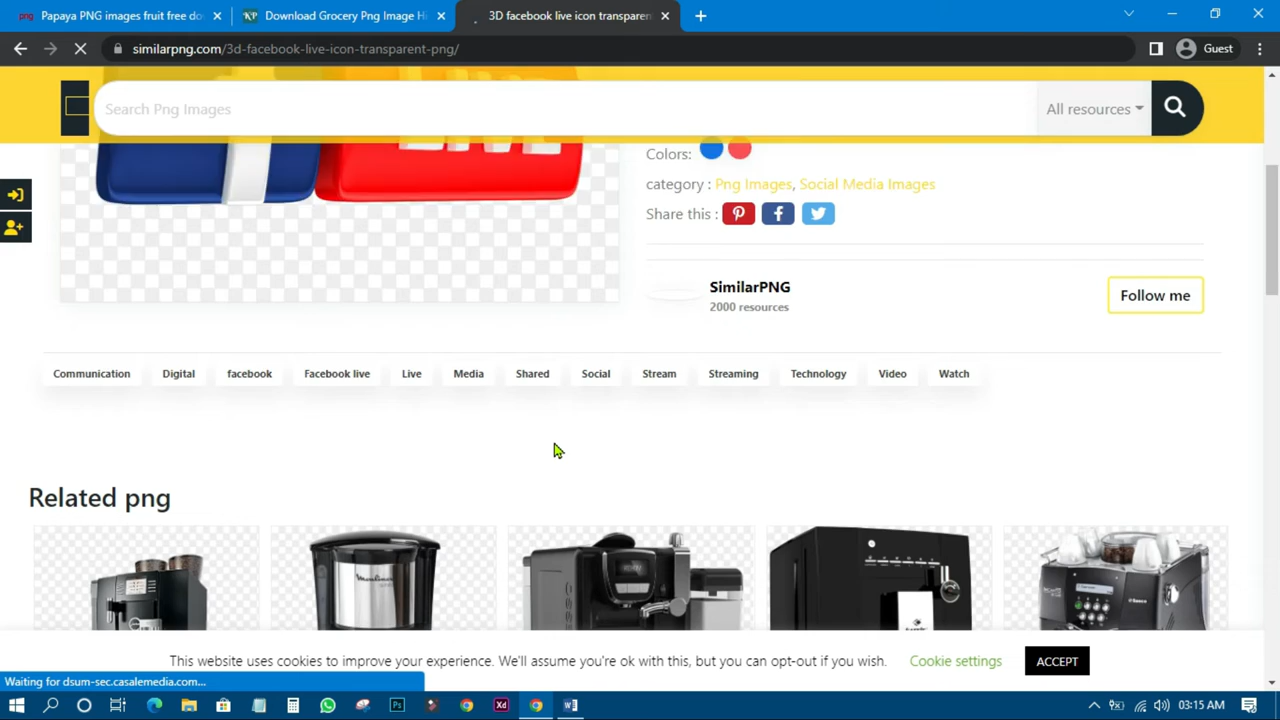 Papaya PNG images fruit free do
Download Grocery Png Image Hi
3D facebook live icon transparen
similarpng.com/3d-facebook-live-icon-transparent-png/
Guest
Search Png Images
All resources
LIVE
Colors:
category : Png Images, Social Media Images
Share this :
SimilarPNG
2000 resources
Follow me
Communication Digital facebook Facebook live Live Media Shared Social Stream Streaming Technology Video Watch
Related png
This website uses cookies to improve your experience. We'll assume you're ok with this, but you can opt-out if you wish. Cookie settings ACCEPT
Waiting for dsum-sec.casalemedia.com...
03:15 AM